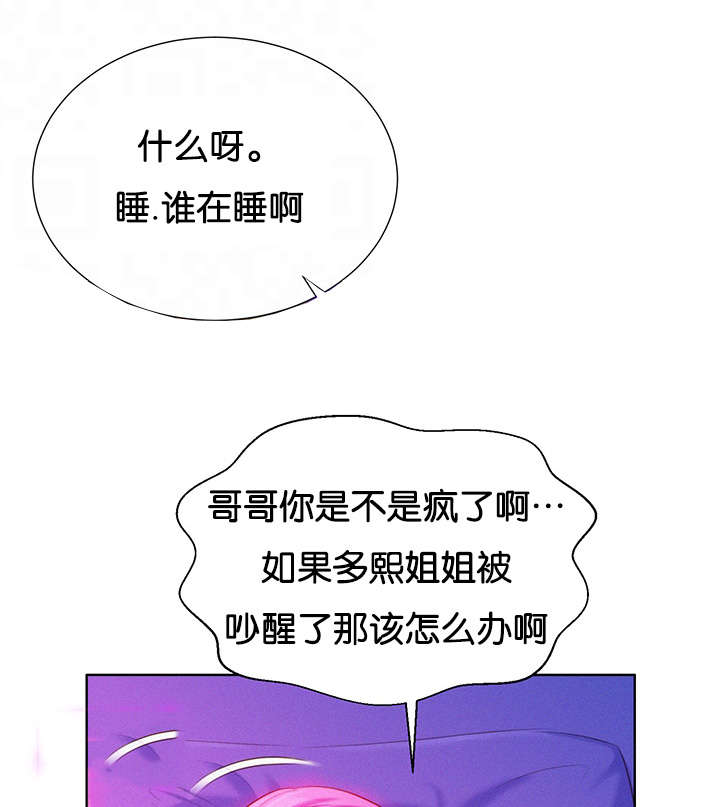 什么呀。
睡.谁在睡啊
哥哥你是不是疯了啊…
如果多熙姐姐被
吵醒了那该怎么办啊